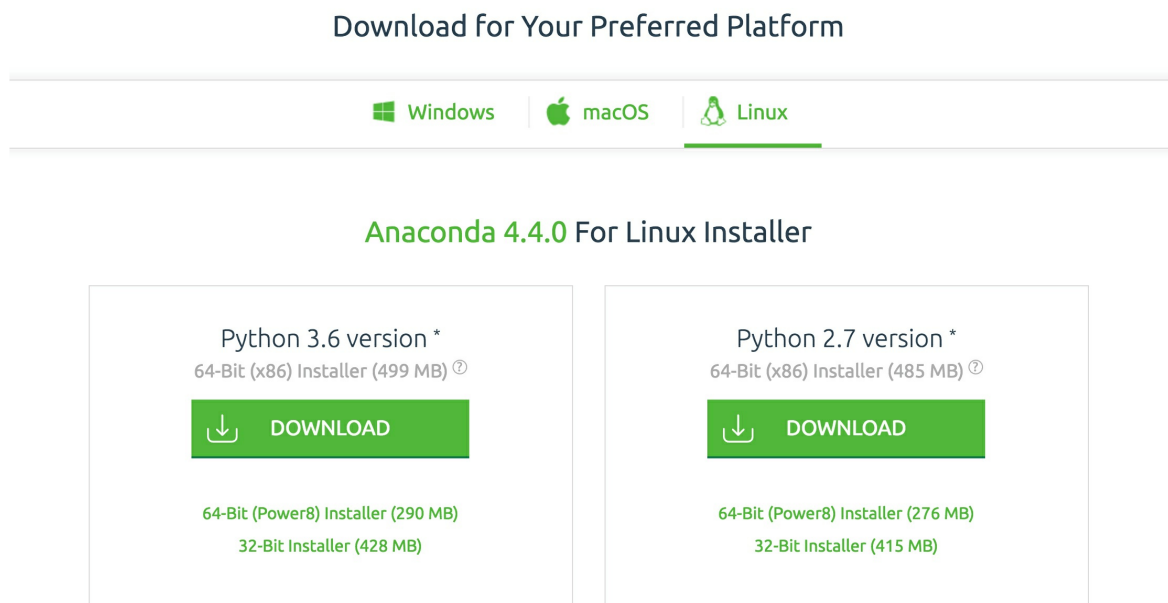 Download for Your Preferred Platform
Windows
macOS
Linux
Anaconda 4.4.0 For Linux Installer
Python 3.6 version *
64-Bit (x86) Installer (499 MB) ?
DOWNLOAD
64-Bit (Power8) Installer (290 MB)
32-Bit Installer (428 MB)
Python 2.7 version *
64-Bit (x86) Installer (485 MB) ?
DOWNLOAD
64-Bit (Power8) Installer (276 MB)
32-Bit Installer (415 MB)